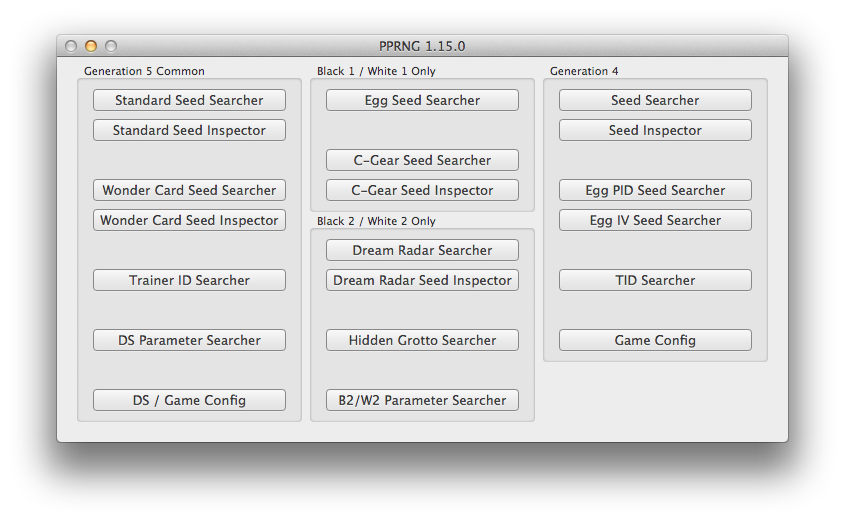 PPRNG 1.15.0
Generation 5 Common
Standard Seed Searcher
Standard Seed Inspector
Wonder Card Seed Searcher
Wonder Card Seed Inspector
Trainer ID Searcher
DS Parameter Searcher
DS / Game Config
Black 1 / White 1 Only
Egg Seed Searcher
C-Gear Seed Searcher
C-Gear Seed Inspector
Black 2 / White 2 Only
Dream Radar Searcher
Dream Radar Seed Inspector
Hidden Grotto Searcher
B2/W2 Parameter Searcher
Generation 4
Seed Searcher
Seed Inspector
Egg PID Seed Searcher
Egg IV Seed Searcher
TID Searcher
Game Config